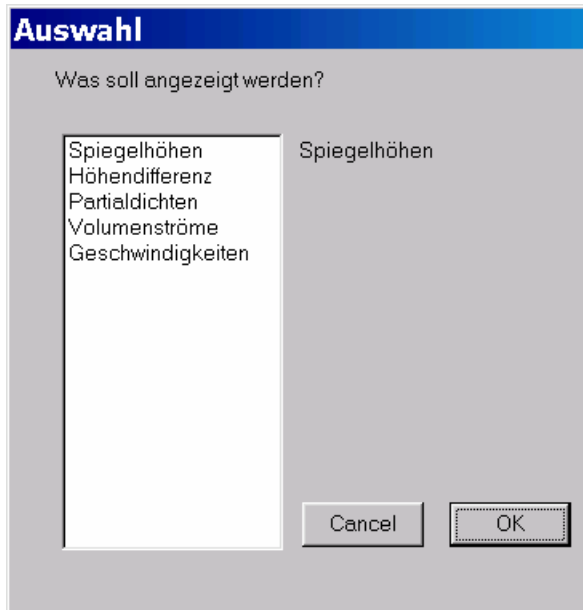 Auswahl
Was soll angezeigt werden?
Spiegelhöhen
Höhendifferenz
Partialdichten
Volumenströme
Geschwindigkeiten
Spiegelhöhen
Cancel
OK